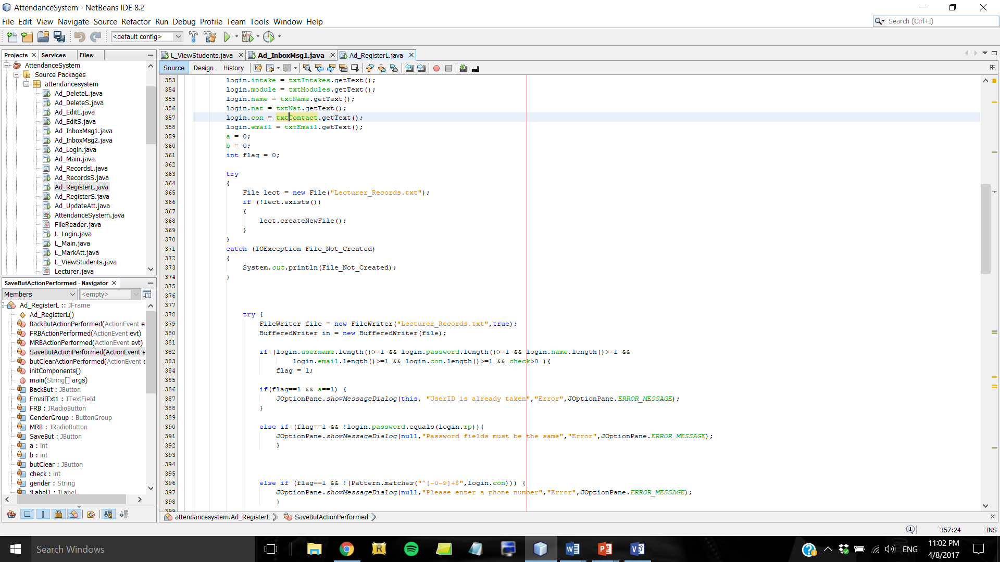 AttendanceSystem - NetBeans IDE 8.2
File Edit View Navigate Source Refactor Run Debug Profile Team Tools Window Help
Search (Ctrl+I)
<default config>
Projects Services Files
AttendanceSystem
Source Packages
attendancesystem
Ad_DeleteL.java
Ad_DeleteS.java
Ad_EditL.java
Ad_EditS.java
Ad_InboxMsg1.java
Ad_InboxMsg2.java
Ad_Login.java
Ad_Main.java
Ad_RecordsL.java
Ad_RecordsS.java
Ad_RegisterL.java
Ad_RegisterS.java
Ad_UpdateAtt.java
AttendanceSystem.java
FileReader.java
L_Login.java
L_Main.java
L_MarkAtt.java
L_ViewStudents.java
Lecturer.java
SaveButActionPerformed - Navigator
Members <empty>
Ad_RegisterL :: JFrame
Ad_RegisterL()
BackButActionPerformed(ActionEvent ev
FRBActionPerformed(ActionEvent evt)
MRBActionPerformed(ActionEvent evt)
SaveButActionPerformed(ActionEvent e
butClearActionPerformed(ActionEvent e
initComponents()
main(String[] args)
BackBut : JButton
EmailTxt1 : JTextField
FRB : JRadioButton
GenderGroup : ButtonGroup
MRB : JRadioButton
SaveBut : JButton
a : int
b : int
butClear : JButton
check : int
gender : String
jLabel1 : JLabel
L_ViewStudents.java Ad_InboxMsg1.java Ad_RegisterL.java
Source Design History
353 login.intake = txtIntakes.getText();
354 login.module = txtModules.getText();
355 login.name = txtName.getText();
356 login.nat = txtNat.getText();
357 login.con = txtContact.getText();
358 login.email = txtEmail.getText();
359 a = 0;
360 b = 0;
361 int flag = 0;
362
363 try
364 {
365 File lect = new File("Lecturer_Records.txt");
366 if (!lect.exists())
367 {
368 lect.createNewFile();
369 }
370 }
371 catch (IOException File_Not_Created)
372 {
373 System.out.println(File_Not_Created);
374 }
375
376
377
378 try {
379 FileWriter file = new FileWriter("Lecturer_Records.txt",true);
380 BufferedWriter in = new BufferedWriter(file);
381
382 if (login.username.length()>=1 && login.password.length()>=1 && login.name.length()>=1 &&
383 login.email.length()>=1 && login.con.length()>=1 && check>0 ){
384 flag = 1;
385
386 if(flag==1 && a==1) {
387 JOptionPane.showMessageDialog(this, "UserID is already taken","Error",JOptionPane.ERROR_MESSAGE);
388 }
389
390 else if (flag==1 && !login.password.equals(login.rp)){
391 JOptionPane.showMessageDialog(null,"Password fields must be the same","Error",JOptionPane.ERROR_MESSAGE);
392 }
393
394
395
396 else if (flag==1 && !(Pattern.matches("^[-0-9]+$",login.con))) {
397 JOptionPane.showMessageDialog(null,"Please enter a phone number","Error",JOptionPane.ERROR_MESSAGE);
398 }
399
attendancesystem.Ad_RegisterL SaveButActionPerformed
1 357:24 INS
Search Windows
ENG
11:02 PM
4/8/2017